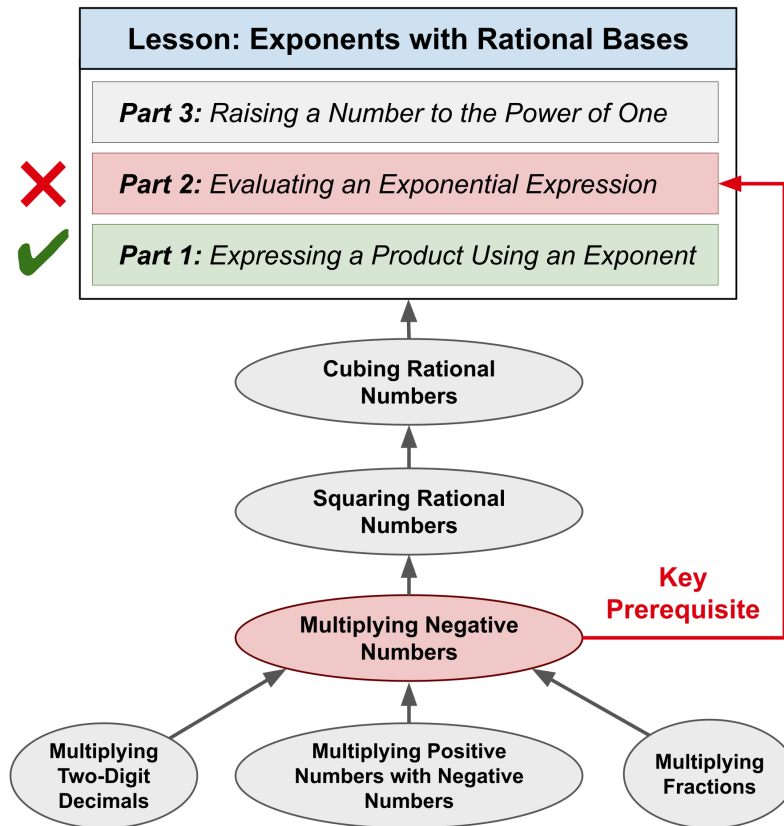 Lesson: Exponents with Rational Bases
Part 3: Raising a Number to the Power of One
Part 2: Evaluating an Exponential Expression
Part 1: Expressing a Product Using an Exponent
Cubing Rational
Numbers
Squaring Rational
Numbers
Key
Prerequisite
Multiplying Negative
Numbers
Multiplying
Two-Digit
Decimals
Multiplying Positive
Numbers with Negative
Numbers
Multiplying
Fractions